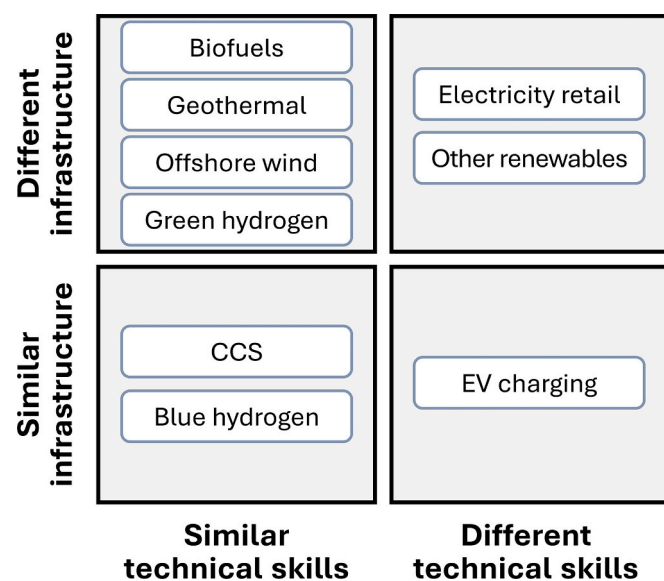 Different
infrastructure
Biofuels
Geothermal
Offshore wind
Green hydrogen
Electricity retail
Other renewables
Similar
infrastructure
CCS
Blue hydrogen
EV charging
Similar
technical skills
Different
technical skills